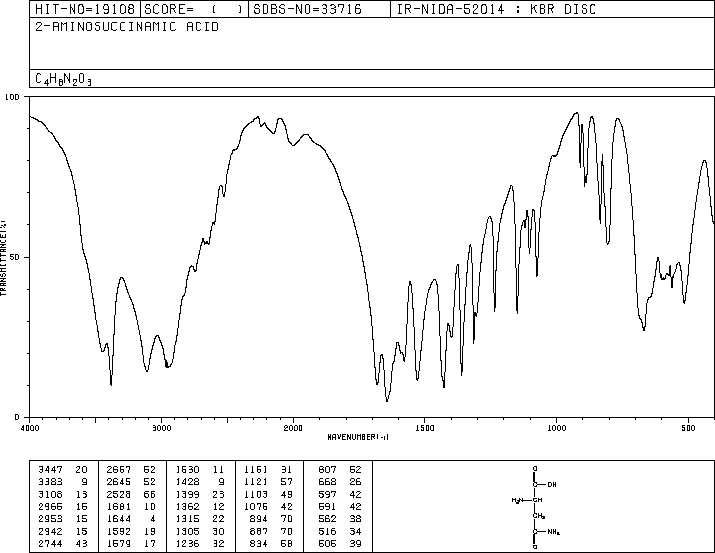 HIT-NO=19108 SCORE= ( ) SDBS-NO=33716 IR-NIDA-52014 : KBR DISC
2-AMINOSUCCINAMIC ACID
C4H8N2O3
100
50
0
TRANSMITTANCE(%)
4000 3000 2000 1500 1000 500
WAVENUMBER(-1)
3447 20 2667 52 1530 11 1151 31 807 52
3383 9 2645 52 1428 9 1121 57 668 26
3108 13 2528 66 1399 23 1103 49 597 42
2966 15 1681 10 1362 12 1076 42 591 42
2953 15 1644 4 1315 22 894 70 562 38
2942 15 1592 19 1305 30 887 70 516 34
2744 43 1579 17 1236 32 834 58 505 39
O
C-OH
H2N-CH
CH2
C-NH2
O